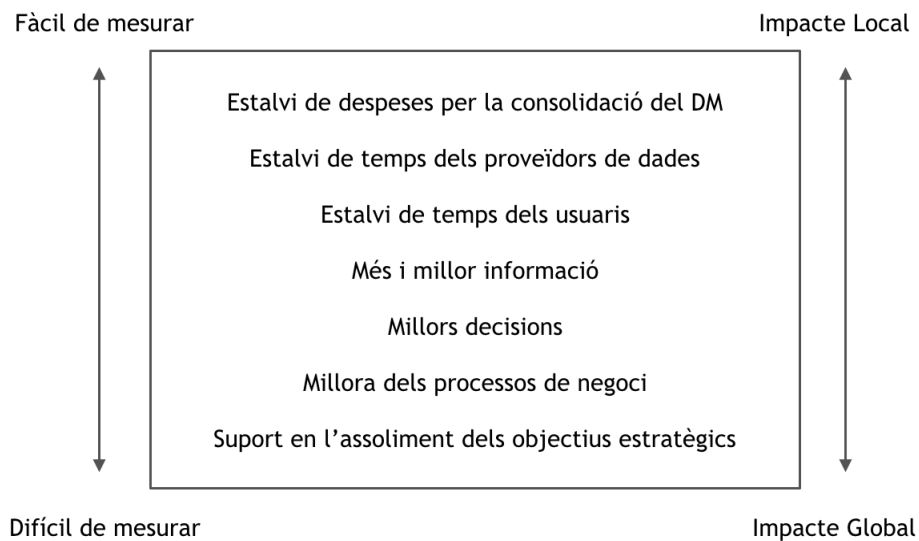 Fàcil de mesurar
Impacte Local
Estalvi de despeses per la consolidació del DM
Estalvi de temps dels proveïdors de dades
Estalvi de temps dels usuaris
Més i millor informació
Millors decisions
Millora dels processos de negoci
Suport en l’assoliment dels objectius estratègics
Difícil de mesurar
Impacte Global